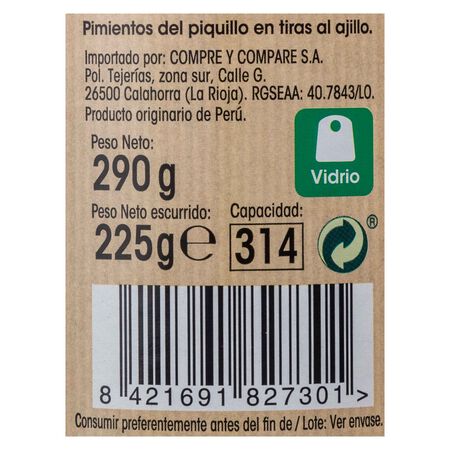 Pimientos del piquillo en tiras al ajillo.
Importado por: COMPRE Y COMPARE S.A.
Pol. Tejerías, zona sur, Calle G.
26500 Calahorra (La Rioja). RGSEAA: 40.7843/LO.
Producto originario de Perú.
Peso Neto:
290 g
Vidrio
Peso Neto escurrido:
225g ℮
Capacidad:
314
®
8 421691 827301 >
Consumir preferentemente antes del fin de / Lote: Ver envase.